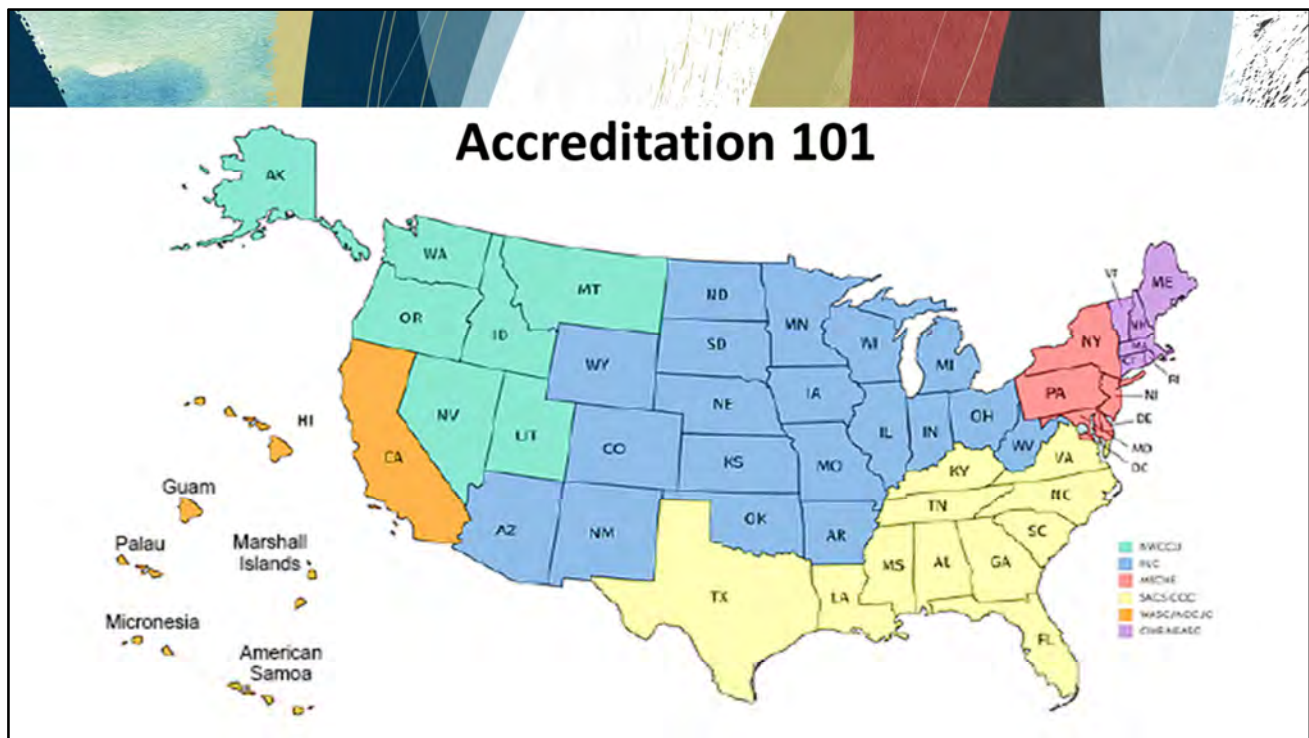 Accreditation 101
AK
WA
MT
ND
MN
VT
ME
OR
ID
SD
WI
MI
NY
NH
MA
CT
RI
WY
IA
PA
NJ
NV
UT
NE
IL
IN
OH
DE
HI
CA
CO
KS
MO
WV
VA
MD
DC
KY
Guam
AZ
NM
OK
AR
TN
NC
SC
Palau
Marshall
Islands
MS
AL
GA
TX
LA
Micronesia
FL
American
Samoa
NWCCU
HLC
MSCHE